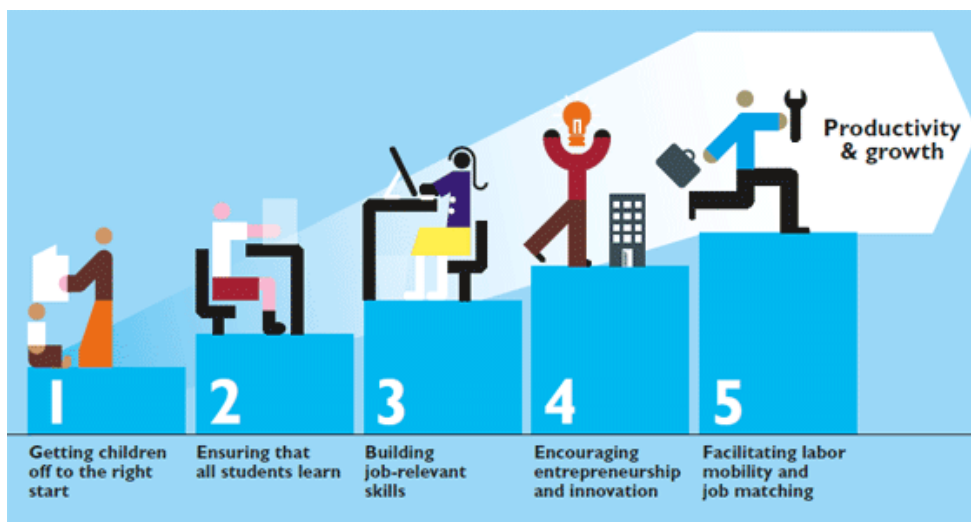 Productivity
& growth
1
2
3
4
5
Getting children
off to the right
start
Ensuring that
all students learn
Building
job-relevant
skills
Encouraging
entrepreneurship
and innovation
Facilitating labor
mobility and
job matching